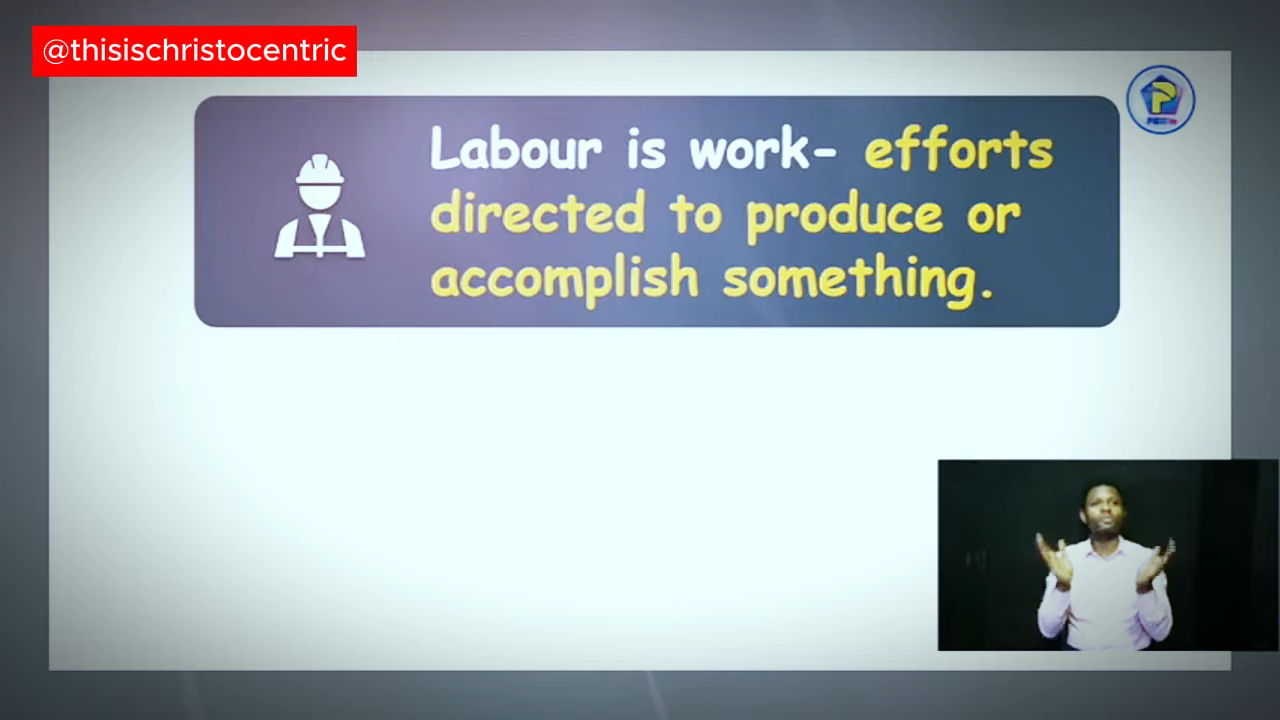 @thisischristocentric
Labour is work- efforts
directed to produce or
accomplish something.